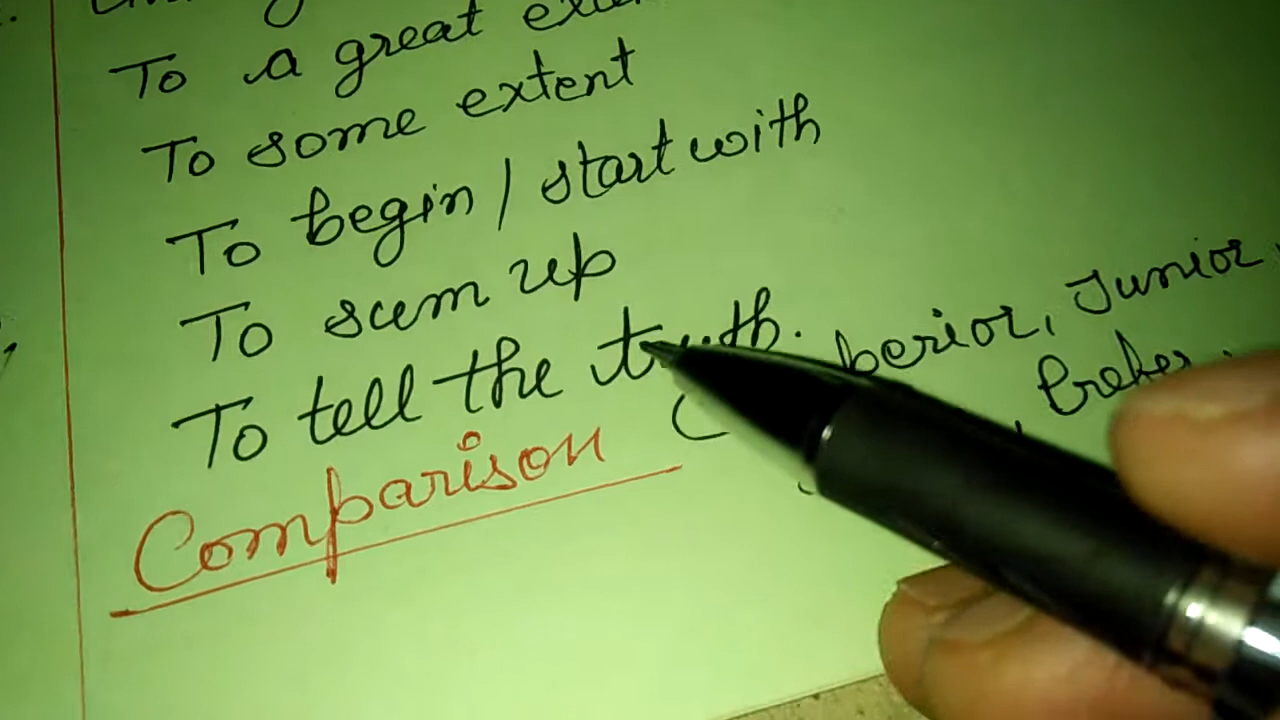 To a great
To some extent
To begin / start with
To sum up
To tell the truth.
Comparison
Junior,